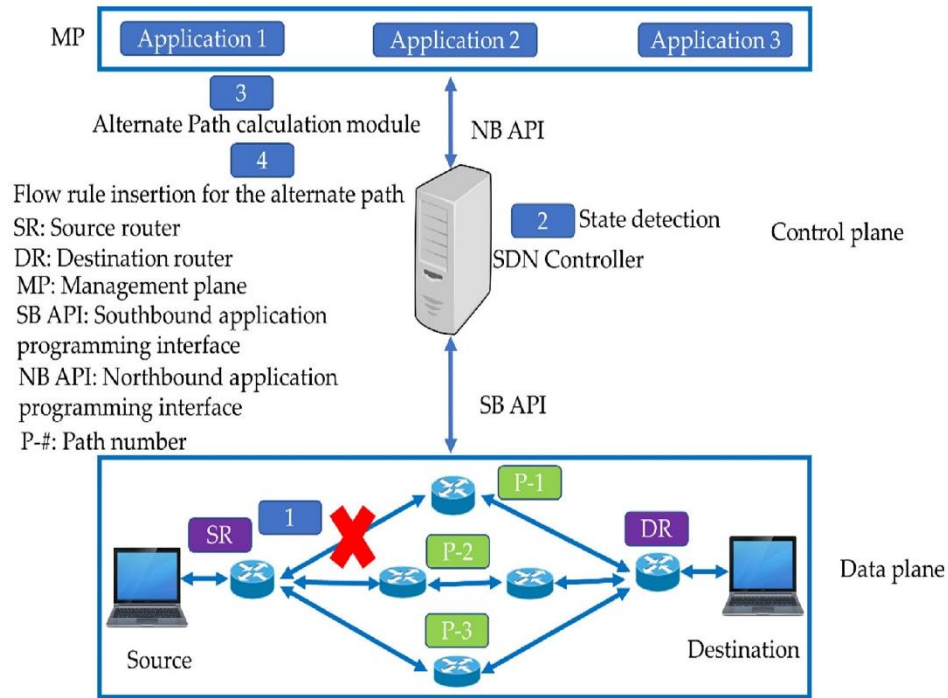 MP
Application 1
Application 2
Application 3
3
Alternate Path calculation module
NB API
4
Flow rule insertion for the alternate path
SR: Source router
DR: Destination router
MP: Management plane
SB API: Southbound application
programming interface
NB API: Northbound application
programming interface
P-#: Path number
2
State detection
SDN Controller
Control plane
SB API
P-1
1
SR
P-2
DR
P-3
Source
Destination
Data plane